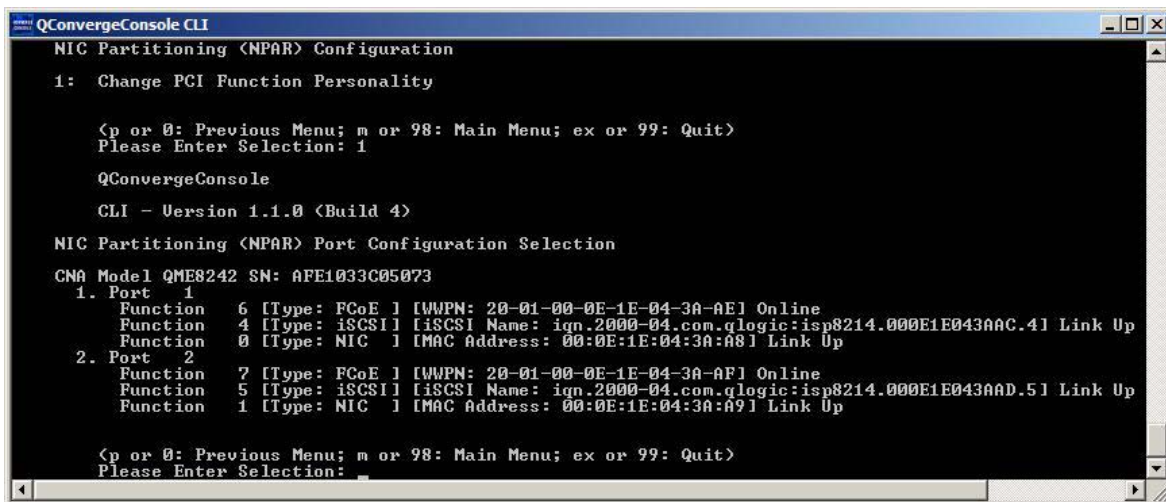 QConvergeConsole CLI
NIC Partitioning (NPAR) Configuration
1: Change PCI Function Personality
(p or 0: Previous Menu; m or 98: Main Menu; ex or 99: Quit)
Please Enter Selection: 1
QConvergeConsole
CLI - Version 1.1.0 (Build 4)
NIC Partitioning (NPAR) Port Configuration Selection
CNA Model QME8242 SN: AFE1033C05073
1. Port 1
Function 6 [Type: FCoE ] [WWPN: 20-01-00-0E-1E-04-3A-AE] Online
Function 4 [Type: iSCSI] [iSCSI Name: iqn.2000-04.com.qlogic:isp8214.000E1E043AAC.4] Link Up
Function 0 [Type: NIC ] [MAC Address: 00:0E:1E:04:3A:A8] Link Up
2. Port 2
Function 7 [Type: FCoE ] [WWPN: 20-01-00-0E-1E-04-3A-AF] Online
Function 5 [Type: iSCSI] [iSCSI Name: iqn.2000-04.com.qlogic:isp8214.000E1E043AAD.5] Link Up
Function 1 [Type: NIC ] [MAC Address: 00:0E:1E:04:3A:A9] Link Up
(p or 0: Previous Menu; m or 98: Main Menu; ex or 99: Quit)
Please Enter Selection: _